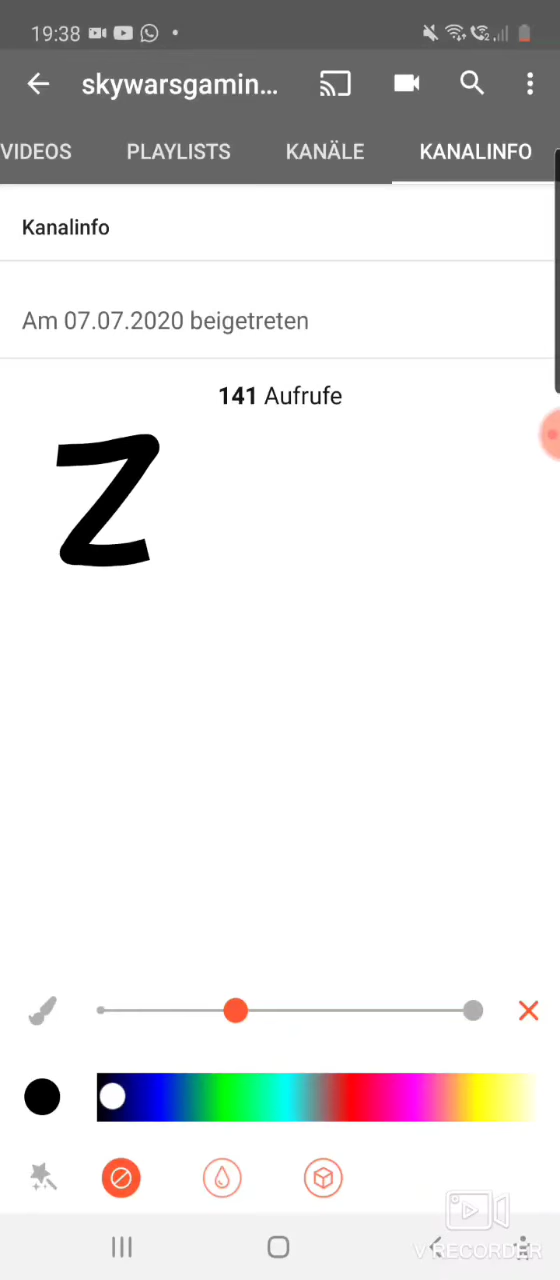 19:38
skywarsgamin...
VIDEOS PLAYLISTS KANÄLE KANALINFO
Kanalinfo
Am 07.07.2020 beigetreten
141 Aufrufe
Z
V RECORDER